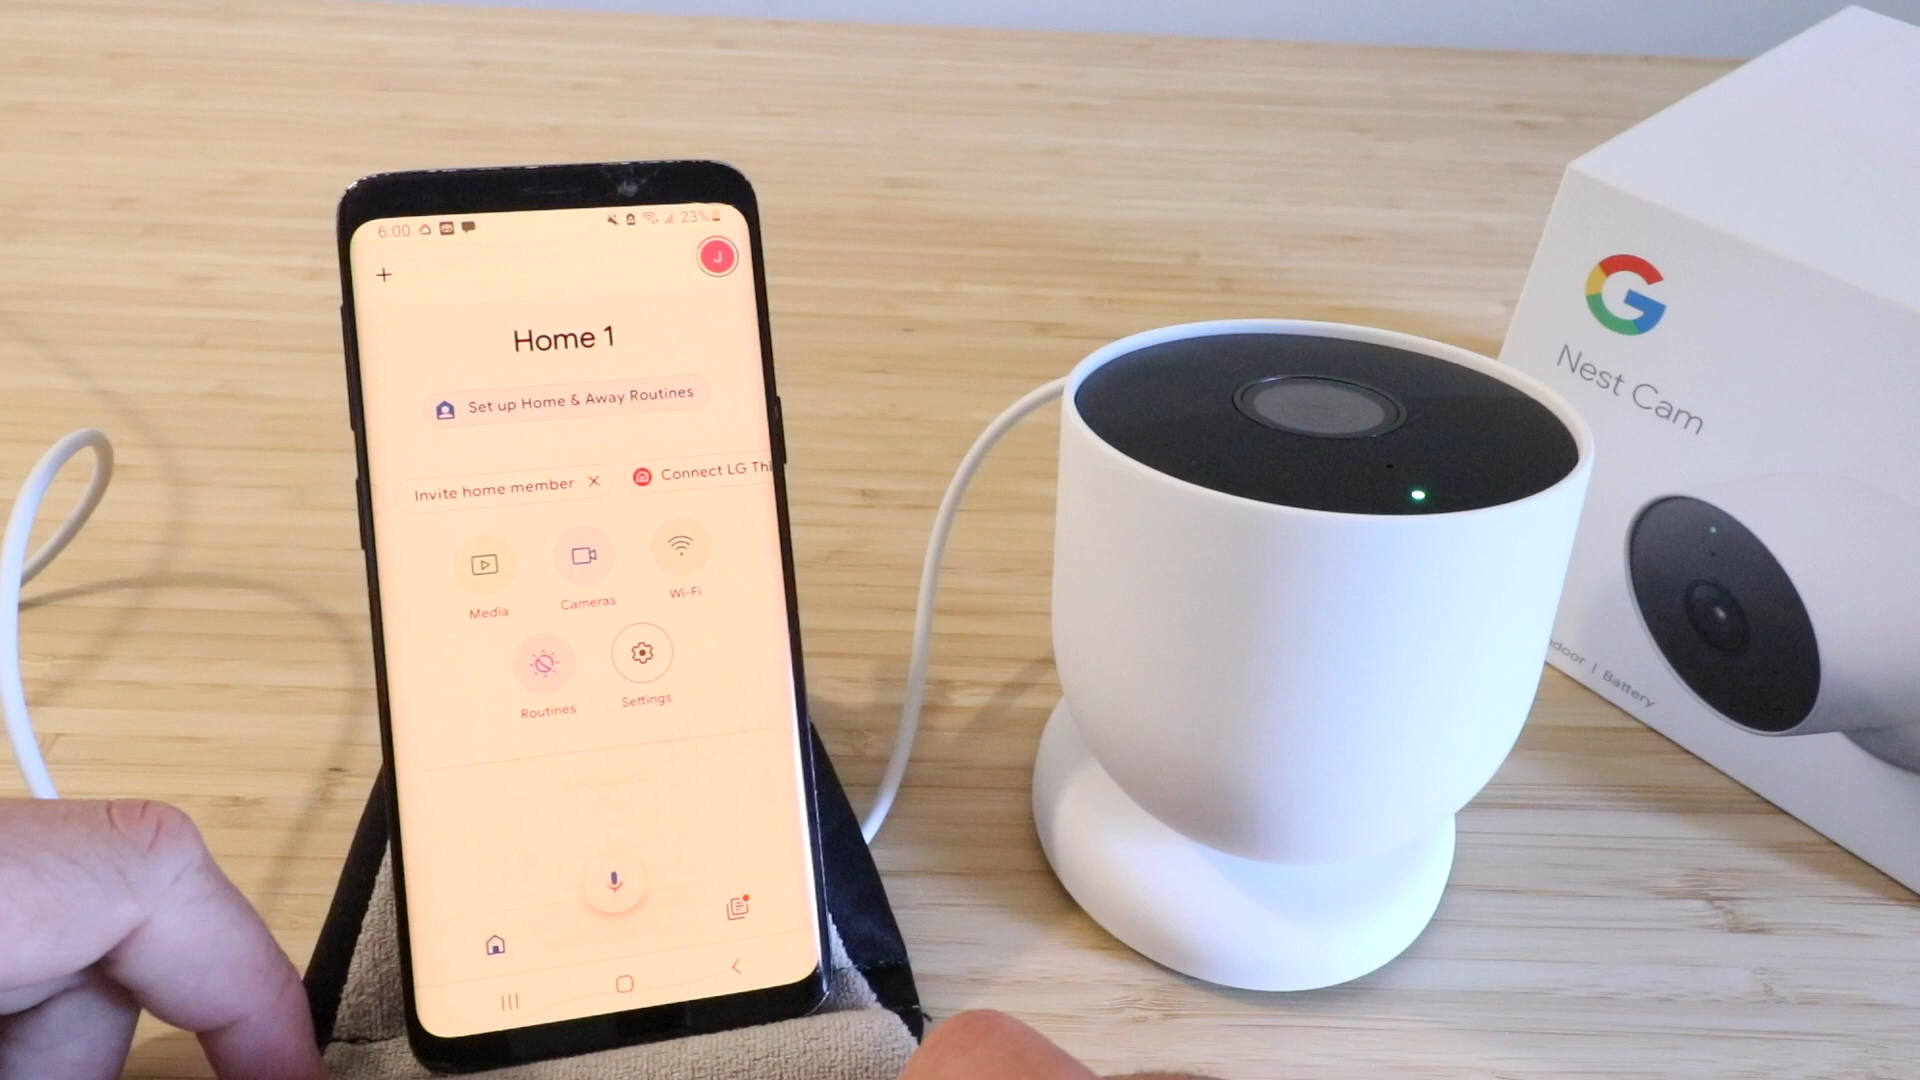 6:00
23%
J
Home 1
Set up Home & Away Routines
Invite home member
Connect LG Thi
Media
Cameras
Wi-Fi
Routines
Settings
G
Nest Cam
door | Battery